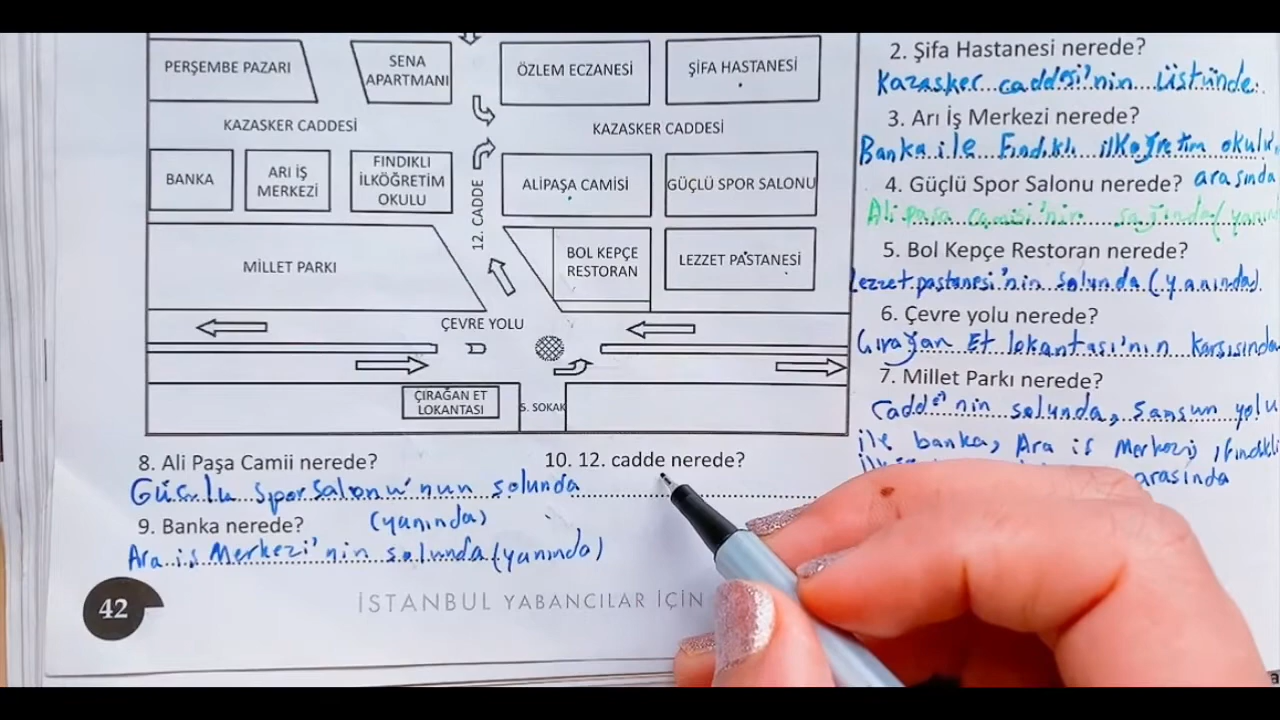 PERŞEMBE PAZARI
SENA
APARTMANI
ÖZLEM ECZANESİ
ŞİFA HASTANESİ
KAZASKER CADDESİ
KAZASKER CADDESİ
BANKA
ARI İŞ
MERKEZİ
FINDIKLI
İLKÖĞRETİM
OKULU
12. CADDE
ALİPAŞA CAMİSİ
GÜÇLÜ SPOR SALONU
MİLLET PARKI
BOL KEPÇE
RESTORAN
LEZZET PASTANESİ
ÇEVRE YOLU
ÇIRAĞAN ET
LOKANTASI
5. SOKAK
2. Şifa Hastanesi nerede?
Kazasker caddesi'nin üstünde.
3. Arı İş Merkezi nerede?
Banka ile Fındıklı ilköğretim okulu'n
4. Güçlü Spor Salonu nerede? arasında
Ali paşa camisi'nin sağında (yanın
5. Bol Kepçe Restoran nerede?
Lezzet pastanesi'nin solunda (yanında).
6. Çevre yolu nerede?
Çırağan Et lokantası'nın karşısında
7. Millet Parkı nerede?
Cadde'nin solunda, Samsun yolu
ile banka, Ara iş Merkezi, Fındıklı
arasında
8. Ali Paşa Camii nerede?
Güçlü spor salonu'nun solunda
(yanında)
9. Banka nerede?
Ara iş Merkezi'nin solunda (yanında)
10. 12. cadde nerede?
42
İSTANBUL YABANCILAR İÇİN